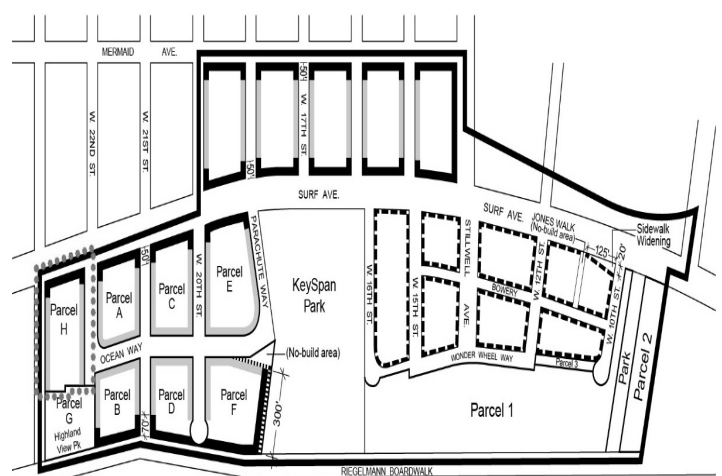 MERMAID AVE.
W. 22ND ST.
W. 21ST ST.
50'
W. 17TH ST.
50'
SURF AVE.
SURF AVE.
JONES WALK
(No-build area)
Sidewalk
Widening
125'
20'
50'
W. 20TH ST.
PARACHUTE WAY
Parcel
E
Parcel
H
Parcel
A
Parcel
C
KeySpan
Park
W. 16TH ST.
W. 15TH ST.
STILLWELL
AVE.
BOWERY
W. 12TH ST.
W. 10TH ST.
OCEAN WAY
(No-build area)
WONDER WHEEL WAY
Parcel 3
Park
Parcel 2
Parcel
G
Highland
View Pk
Parcel
B
70'
Parcel
D
Parcel
F
300'
Parcel 1
RIEGELMANN BOARDWALK